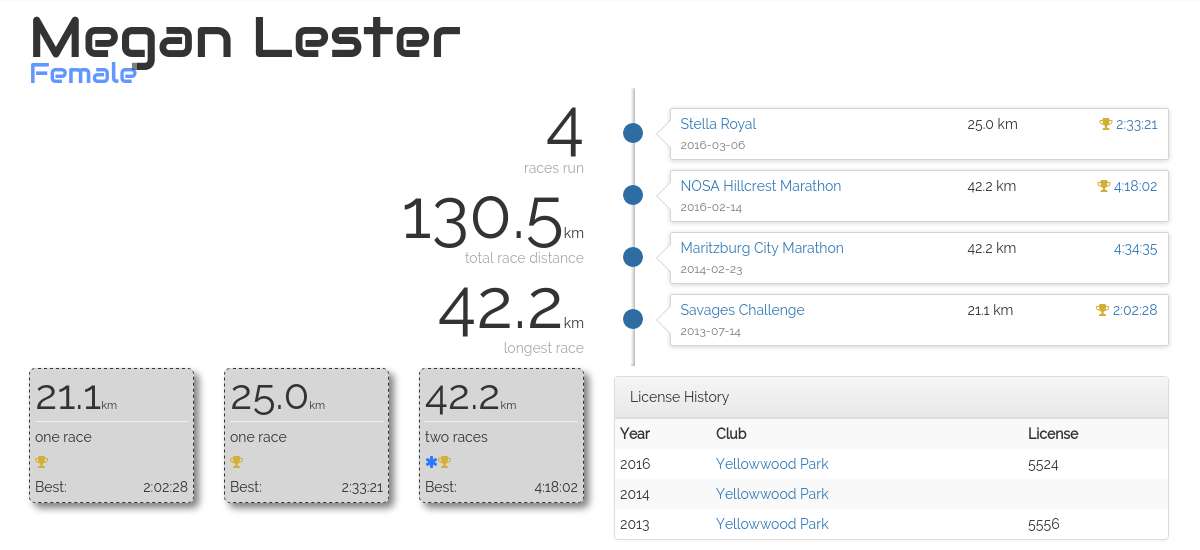 Megan Lester
Female
4
races run
130.5km
total race distance
42.2km
longest race
21.1km
one race
Best: 2:02:28
25.0km
one race
Best: 2:33:21
42.2km
two races
Best: 4:18:02
Stella Royal 25.0 km 2:33:21
2016-03-06
NOSA Hillcrest Marathon 42.2 km 4:18:02
2016-02-14
Maritzburg City Marathon 42.2 km 4:34:35
2014-02-23
Savages Challenge 21.1 km 2:02:28
2013-07-14
License History
Year Club License
2016 Yellowwood Park 5524
2014 Yellowwood Park
2013 Yellowwood Park 5556